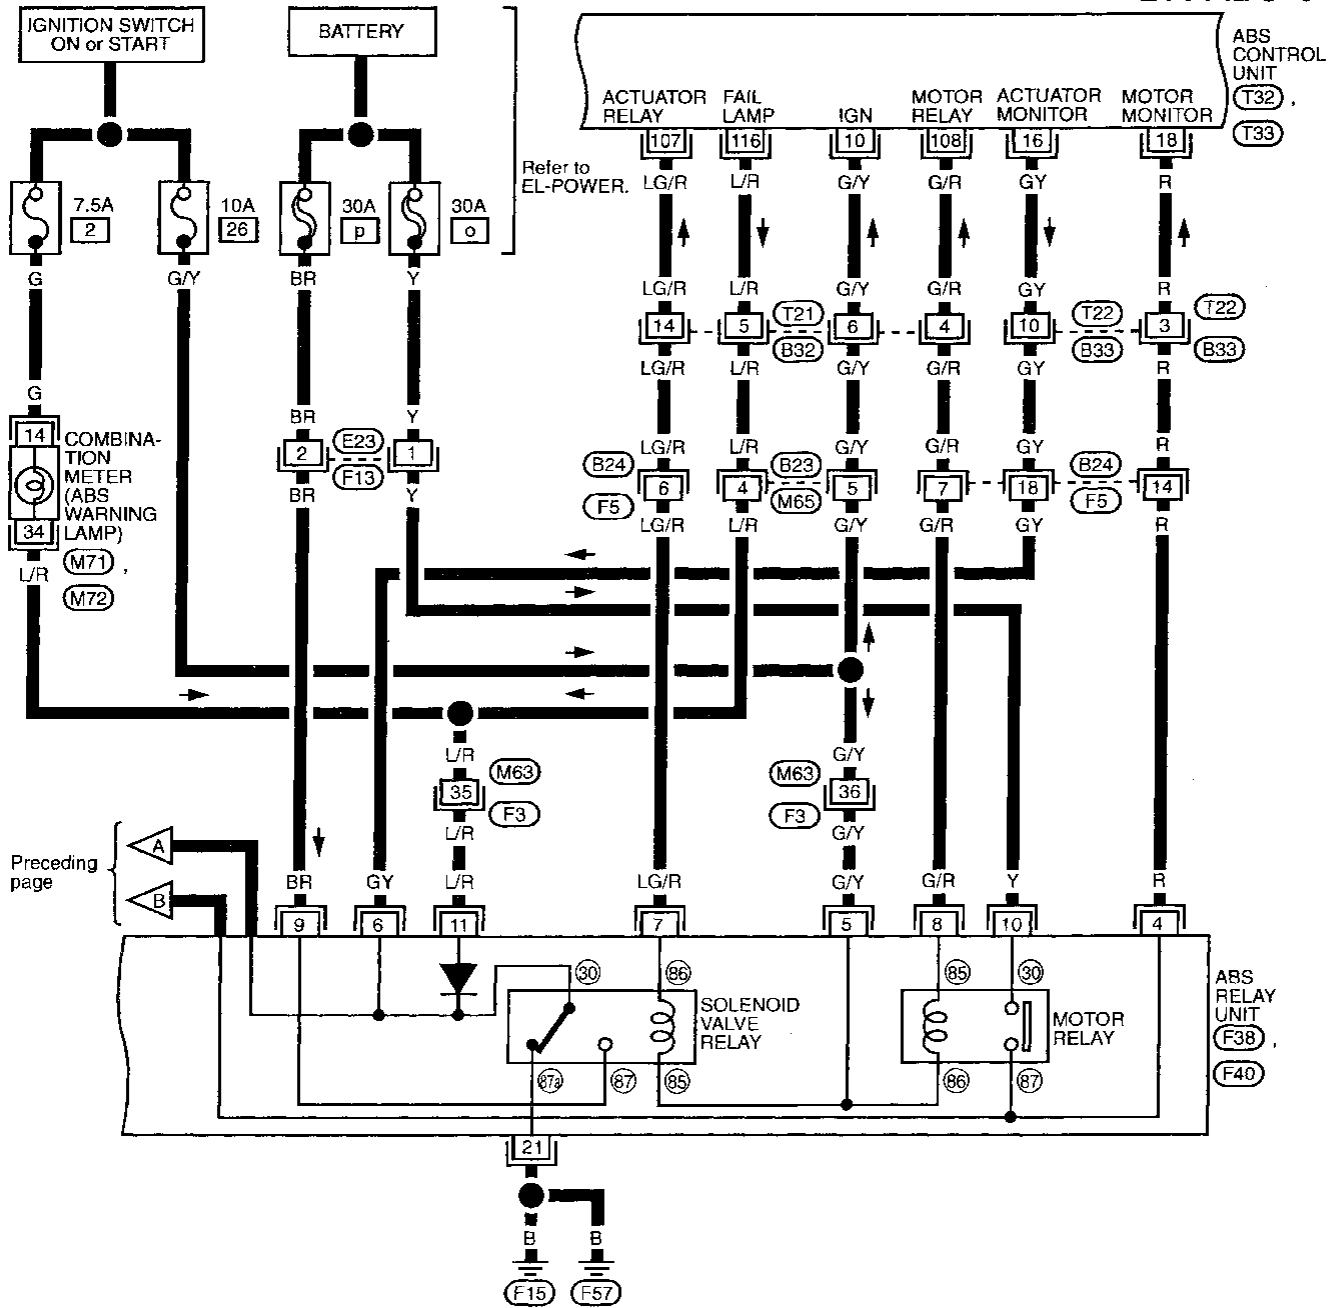 IGNITION SWITCH
ON or START
BATTERY
ABS
CONTROL
UNIT
T32 ,
T33
ACTUATOR
RELAY
FAIL
LAMP
IGN
MOTOR
RELAY
ACTUATOR
MONITOR
MOTOR
MONITOR
107 116 10 108 16 18
Refer to
EL-POWER.
LG/R L/R G/Y G/R GY R
7.5A
2
10A
26
30A
p
30A
o
G G/Y BR Y
LG/R L/R G/Y G/R GY R
14 5 T21 6 4 10 T22 3 T22
B32 B33 B33
LG/R L/R G/Y G/R GY R
G
BR Y
14
COMBINA-
TION
METER
(ABS
WARNING
LAMP)
34
2 E23 1
F13
BR Y
LG/R L/R G/Y G/R GY R
B24 6 4 B23 5 7 18 B24 14
F5 M65 F5
LG/R L/R G/Y G/R GY R
M71 ,
M72
L/R
L/R G/Y
M63 M63
35 36
F3 F3
L/R G/Y
Preceding
page
A
B
BR GY L/R LG/R G/Y G/R Y R
9 6 11 7 5 8 10 4
30 86 85 30
SOLENOID
VALVE
RELAY
MOTOR
RELAY
ABS
RELAY
UNIT
F38 ,
F40
87a 87 85 86 87
21
B B
F15 F57